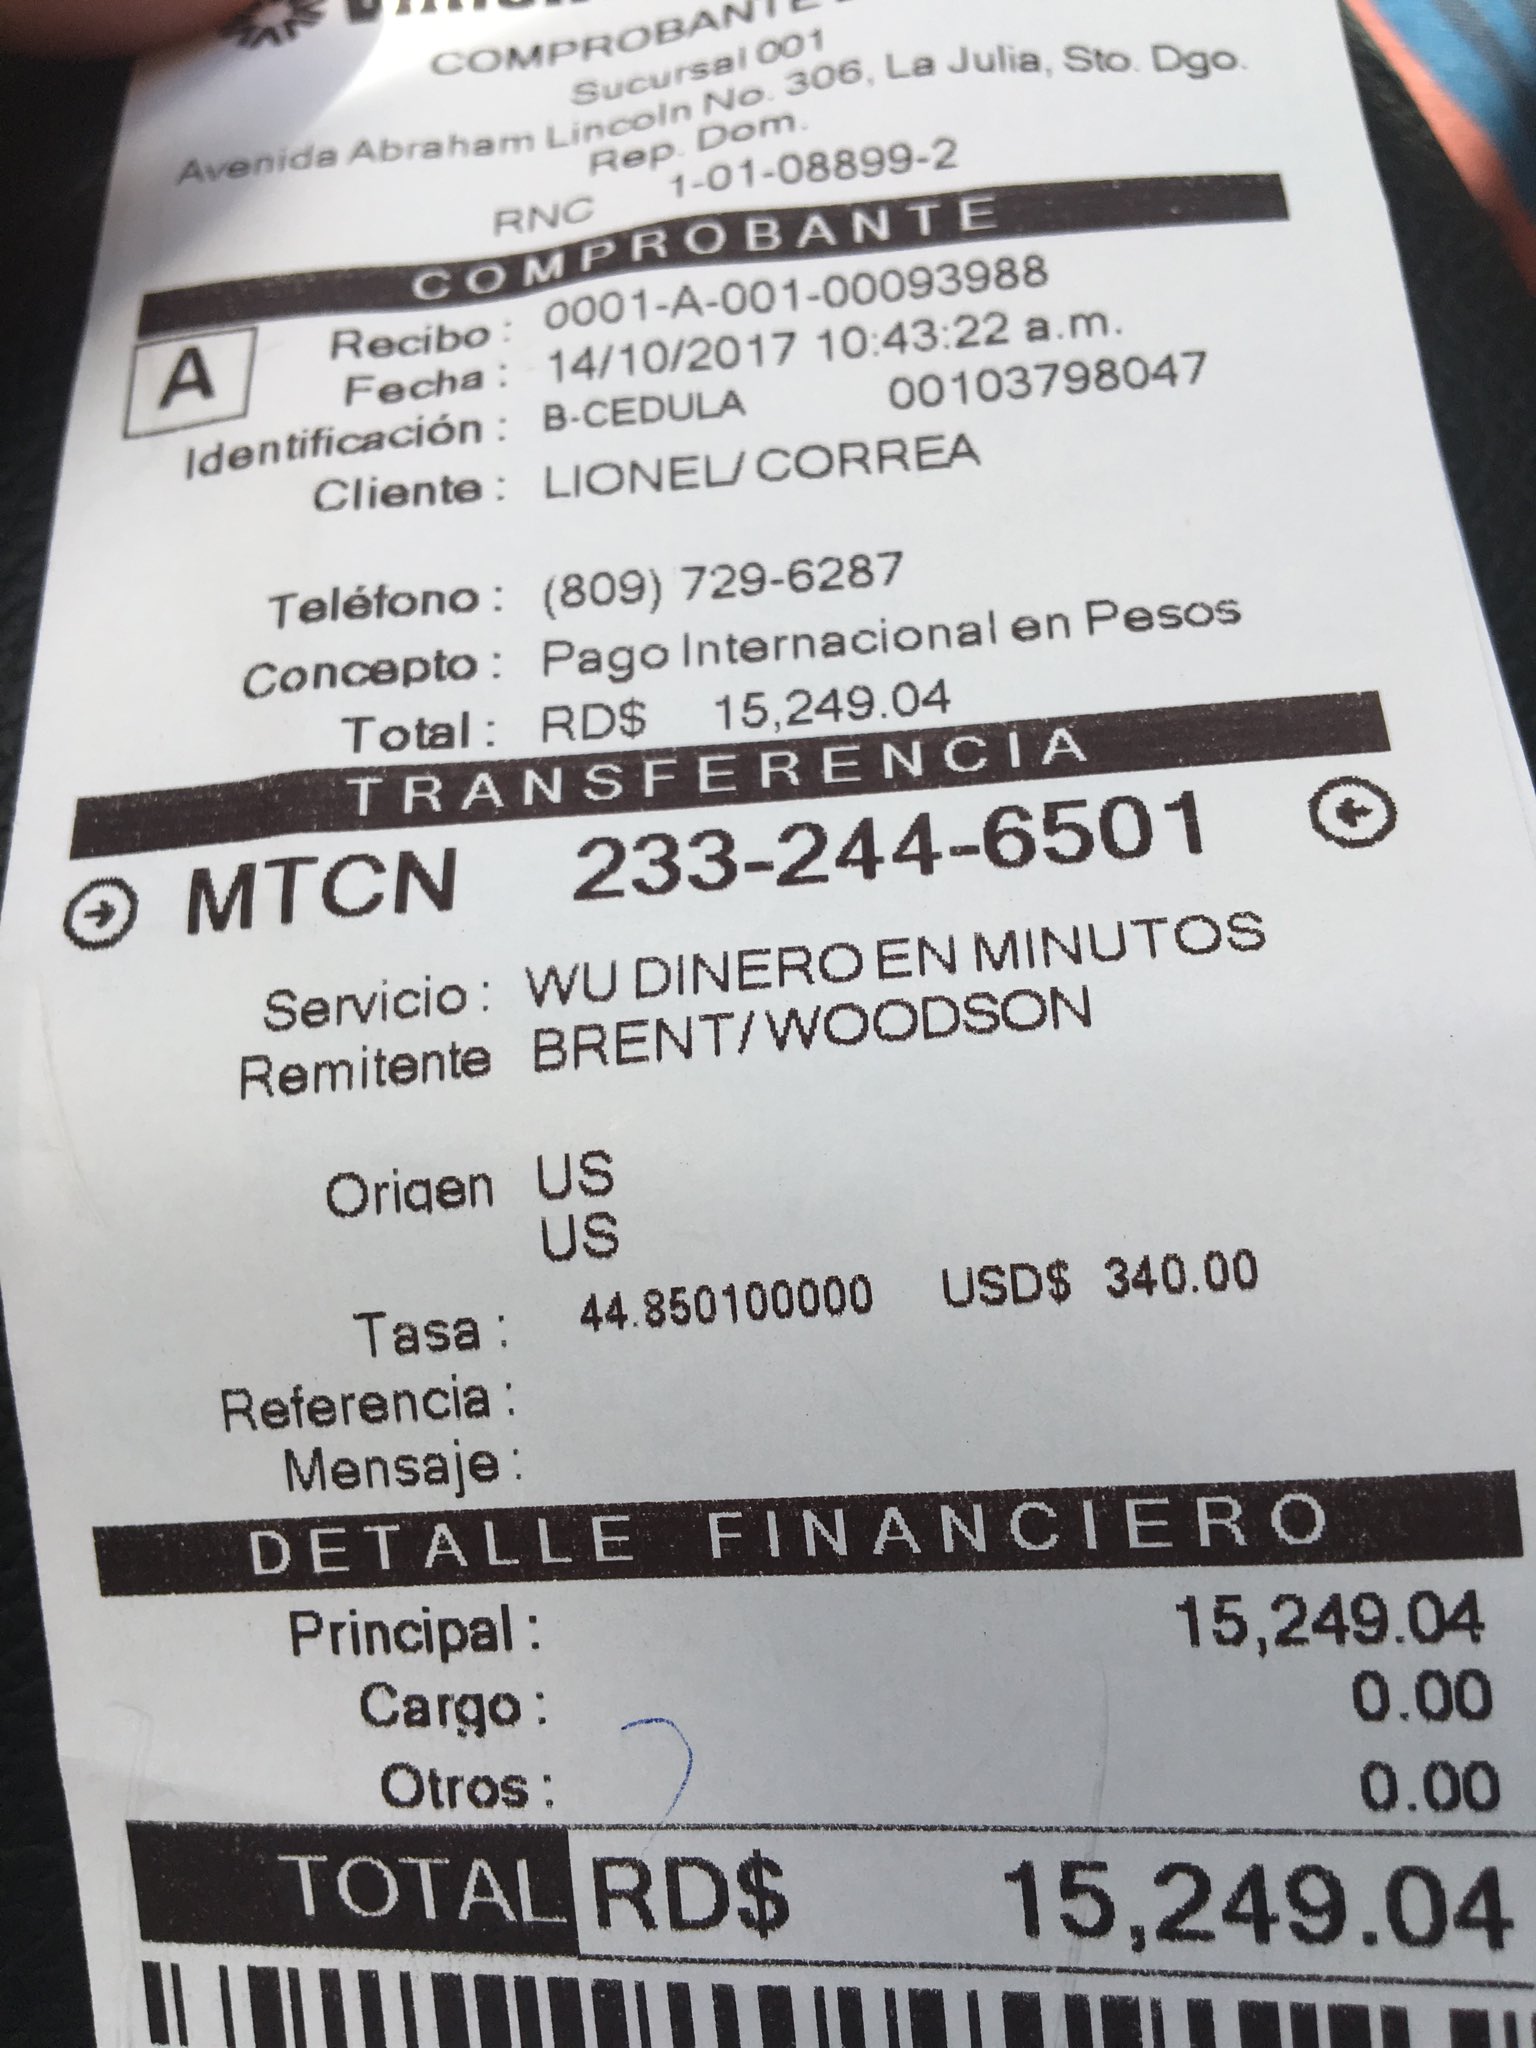 COMPROBANTE
Sucursal 001
Avenida Abraham Lincoln No. 306, La Julia, Sto. Dgo.
Rep. Dom.
RNC 1-01-08899-2
COMPROBANTE
A
Recibo : 0001-A-001-00093988
Fecha : 14/10/2017 10:43:22 a.m.
Identificación : B-CEDULA 00103798047
Cliente : LIONEL/ CORREA
Teléfono : (809) 729-6287
Concepto : Pago Internacional en Pesos
Total : RD$ 15,249.04
TRANSFERENCIA
MTCN 233-244-6501
Servicio : WU DINERO EN MINUTOS
Remitente BRENT/ WOODSON
Origen US
US
Tasa : 44.850100000 USD$ 340.00
Referencia :
Mensaje :
DETALLE FINANCIERO
Principal : 15,249.04
Cargo : 0.00
Otros : 0.00
TOTAL RD$ 15,249.04